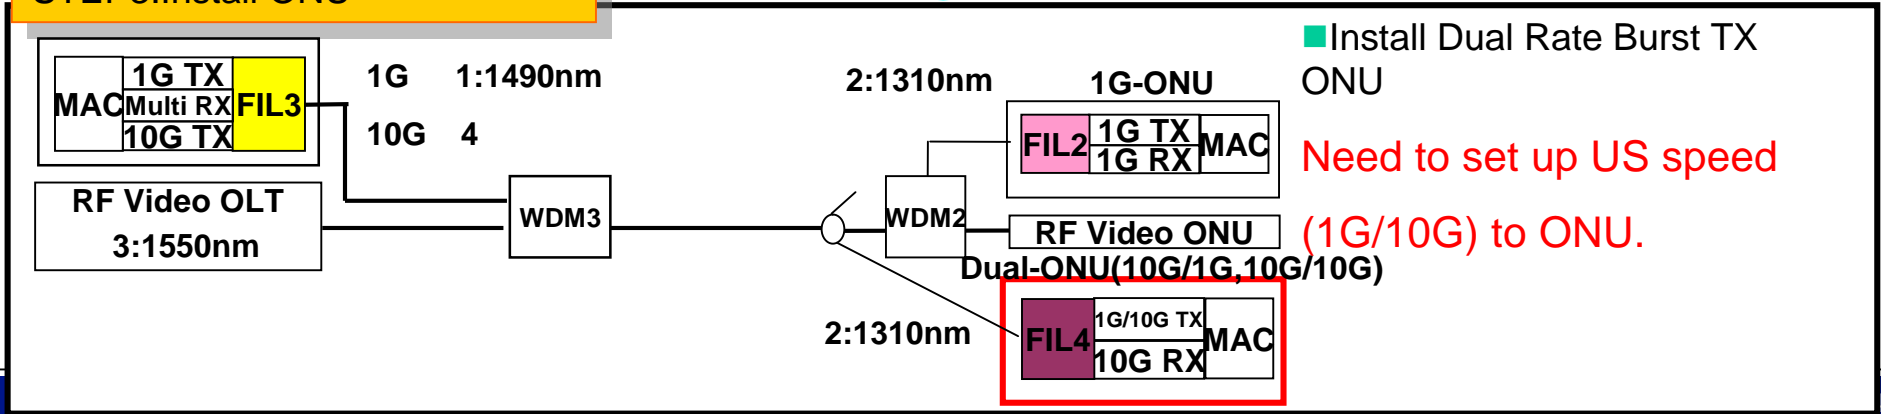 1G TX
MAC Multi RX FIL3
10G TX
1G 1:1490nm
10G 4
RF Video OLT
3:1550nm
WDM3
2:1310nm
1G-ONU
FIL2 1G TX MAC
1G RX
WDM2
RF Video ONU
Dual-ONU(10G/1G,10G/10G)
2:1310nm
FIL4 1G/10G TX MAC
10G RX
■Install Dual Rate Burst TX
ONU
Need to set up US speed
(1G/10G) to ONU.